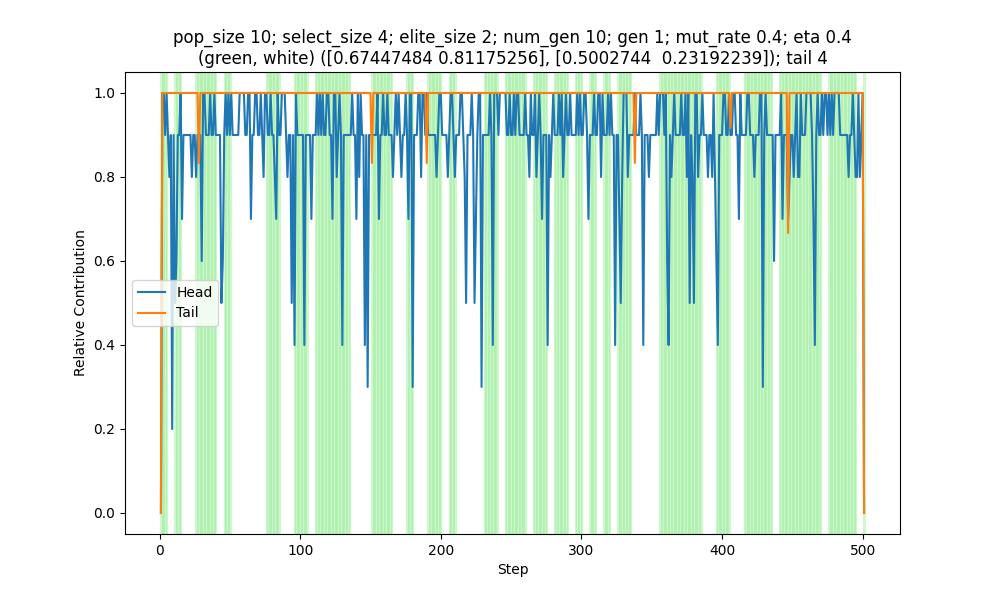 pop_size 10; select_size 4; elite_size 2; num_gen 10; gen 1; mut_rate 0.4; eta 0.4
(green, white) ([0.67447484 0.81175256], [0.5002744  0.23192239]); tail 4
1.0
0.8
0.6
0.4
0.2
0.0
Relative Contribution
Head
Tail
0
100
200
300
400
500
Step